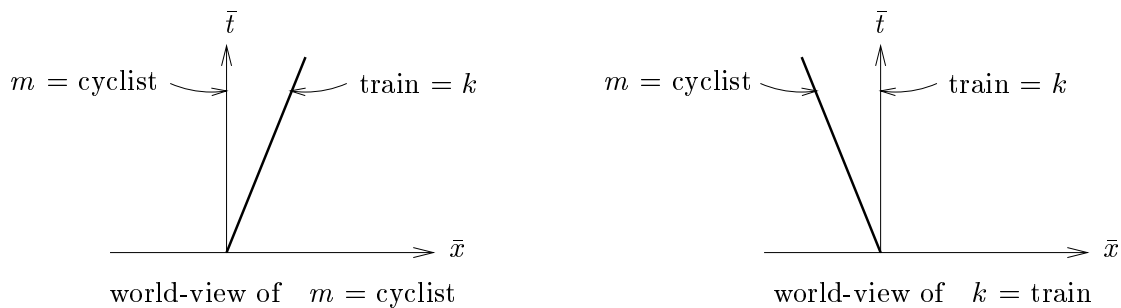 t̄
m = cyclist
train = k
x̄
world-view of m = cyclist
t̄
m = cyclist
train = k
x̄
world-view of k = train